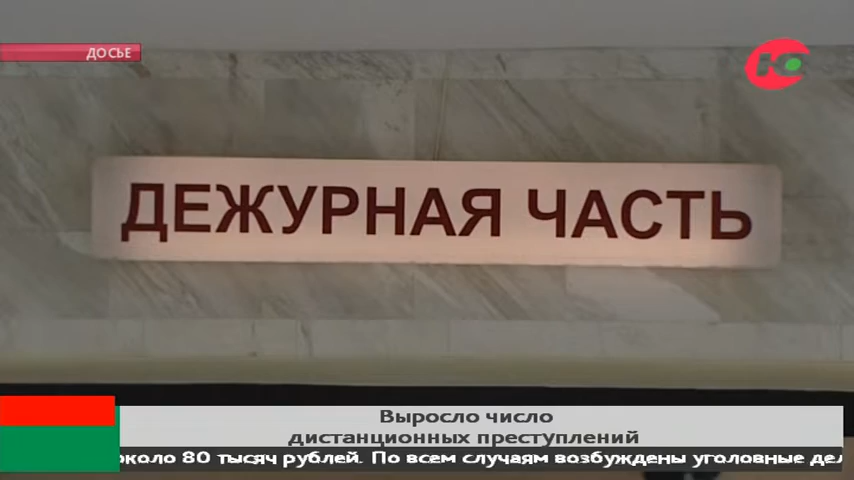 ДОСЬЕ
Ю
ДЕЖУРНАЯ ЧАСТЬ
Выросло число
дистанционных преступлений
около 80 тысяч рублей. По всем случаям возбуждены уголовные